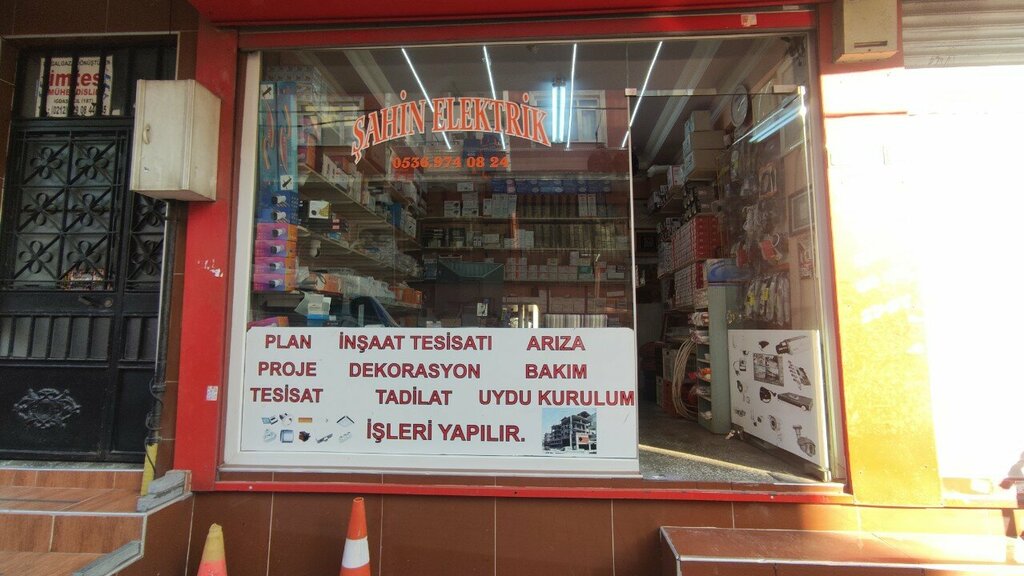 imtes
ŞAHİN ELEKTRİK
0536 974 08 24
PLAN İNŞAAT TESİSATI ARIZA
PROJE DEKORASYON BAKIM
TESİSAT TADİLAT UYDU KURULUM
İŞLERİ YAPILIR.